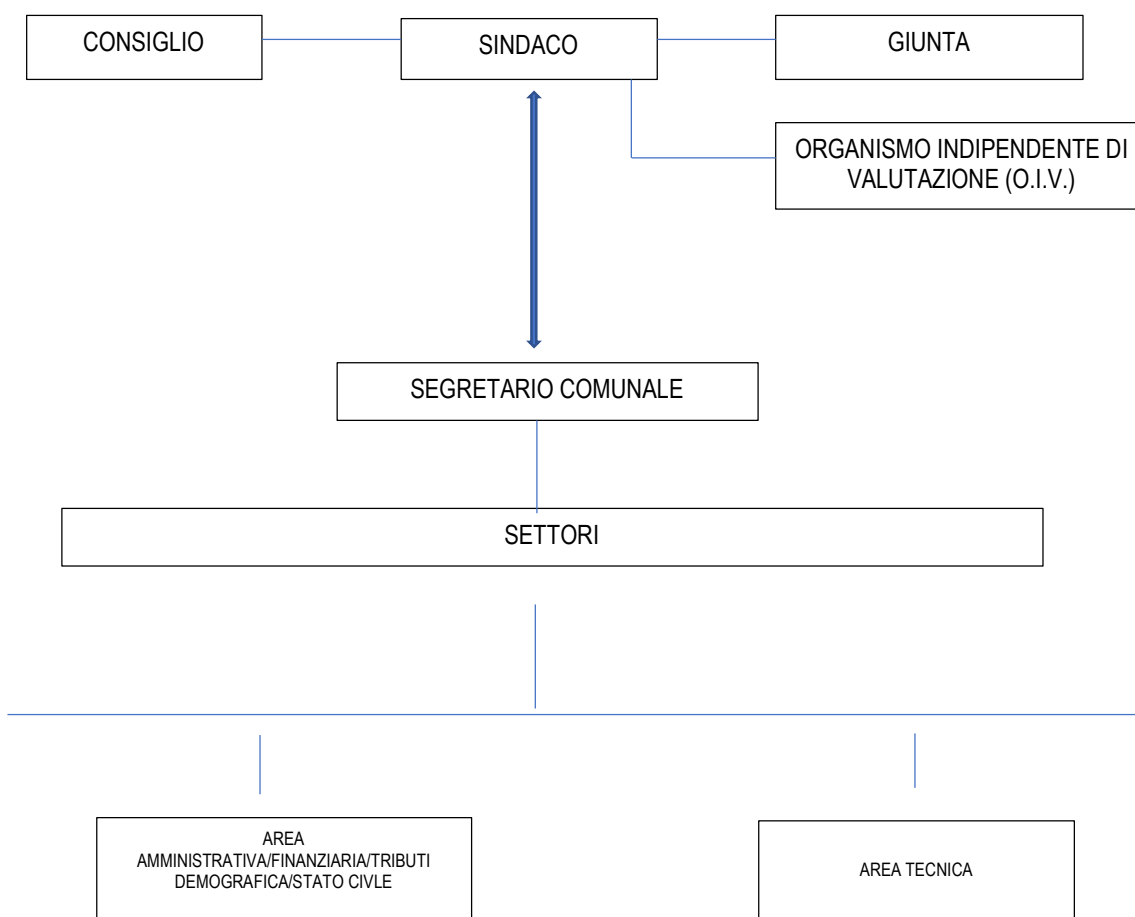 CONSIGLIO
SINDACO
GIUNTA
ORGANISMO INDIPENDENTE DI
VALUTAZIONE (O.I.V.)
SEGRETARIO COMUNALE
SETTORI
AREA
AMMINISTRATIVA/FINANZIARIA/TRIBUTI
DEMOGRAFICA/STATO CIVLE
AREA TECNICA